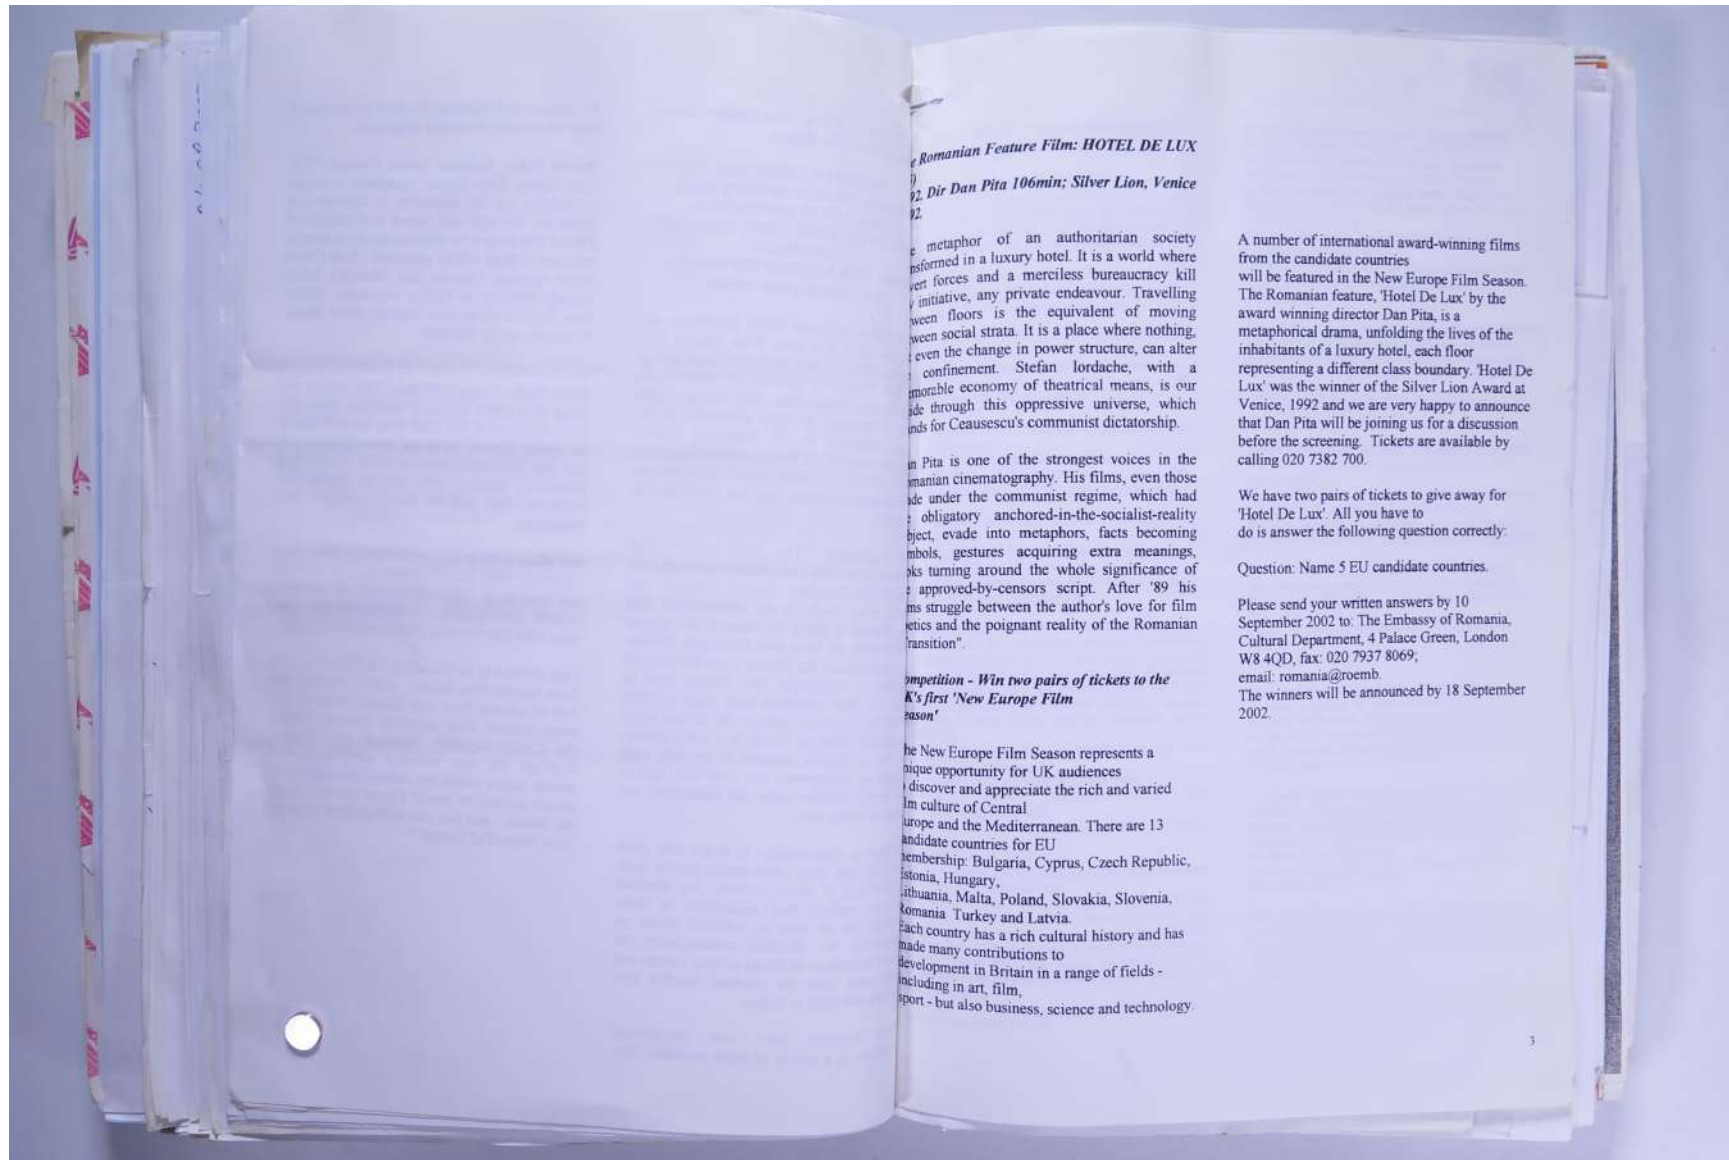 Romanian Feature Film: HOTEL DE LUX
Dir Dan Pita 106min; Silver Lion, Venice
metaphor of an authoritarian society
in a luxury hotel. It is a world where
forces and a merciless bureaucracy kill
initiative, any private endeavour. Travelling
floors is the equivalent of moving
social strata. It is a place where nothing,
even the change in power structure, can alter
confinement. Stefan Iordache, with a
economy of theatrical means, is our
through this oppressive universe, which
for Ceausescu's communist dictatorship.
Pita is one of the strongest voices in the
cinematography. His films, even those
under the communist regime, which had
obligatory anchored-in-the-socialist-reality
evade into metaphors, facts becoming
gestures acquiring extra meanings,
turning around the whole significance of
approved-by-censors script. After '89 his
struggle between the author's love for film
and the poignant reality of the Romanian
ransition".
ompetition - Win two pairs of tickets to the
K's first 'New Europe Film
eason'
he New Europe Film Season represents a
nique opportunity for UK audiences
discover and appreciate the rich and varied
lm culture of Central
urope and the Mediterranean. There are 13
andidate countries for EU
embership: Bulgaria, Cyprus, Czech Republic,
Estonia, Hungary,
Lithuania, Malta, Poland, Slovakia, Slovenia,
Romania Turkey and Latvia.
Each country has a rich cultural history and has
made many contributions to
development in Britain in a range of fields -
including in art, film,
sport - but also business, science and technology.
A number of international award-winning films
from the candidate countries
will be featured in the New Europe Film Season.
The Romanian feature, 'Hotel De Lux' by the
award winning director Dan Pita, is a
metaphorical drama, unfolding the lives of the
inhabitants of a luxury hotel, each floor
representing a different class boundary. 'Hotel De
Lux' was the winner of the Silver Lion Award at
Venice, 1992 and we are very happy to announce
that Dan Pita will be joining us for a discussion
before the screening. Tickets are available by
calling 020 7382 700.
We have two pairs of tickets to give away for
'Hotel De Lux'. All you have to
do is answer the following question correctly:
Question: Name 5 EU candidate countries.
Please send your written answers by 10
September 2002 to: The Embassy of Romania,
Cultural Department, 4 Palace Green, London
W8 4QD, fax: 020 7937 8069;
email: romania@roemb.
The winners will be announced by 18 September
2002.
3